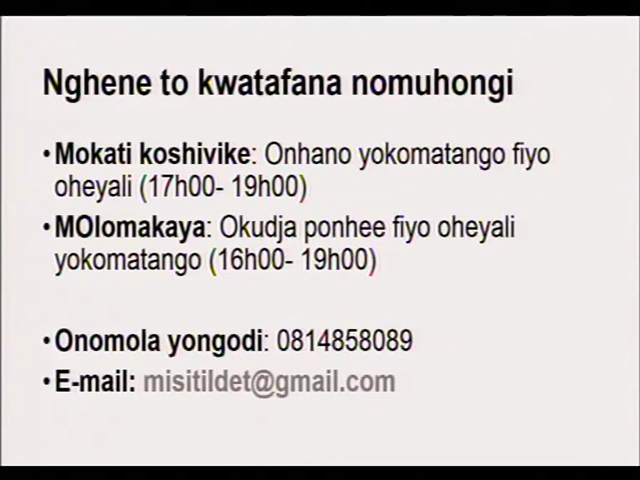 Nghene to kwatafana nomuhongi
•Mokati koshivike: Onhano yokomatango fiyo
oheyali (17h00- 19h00)
•MOlomakaya: Okudja ponhee fiyo oheyali
yokomatango (16h00- 19h00)
•Onomola yongodi: 0814858089
•E-mail: misitildet@gmail.com